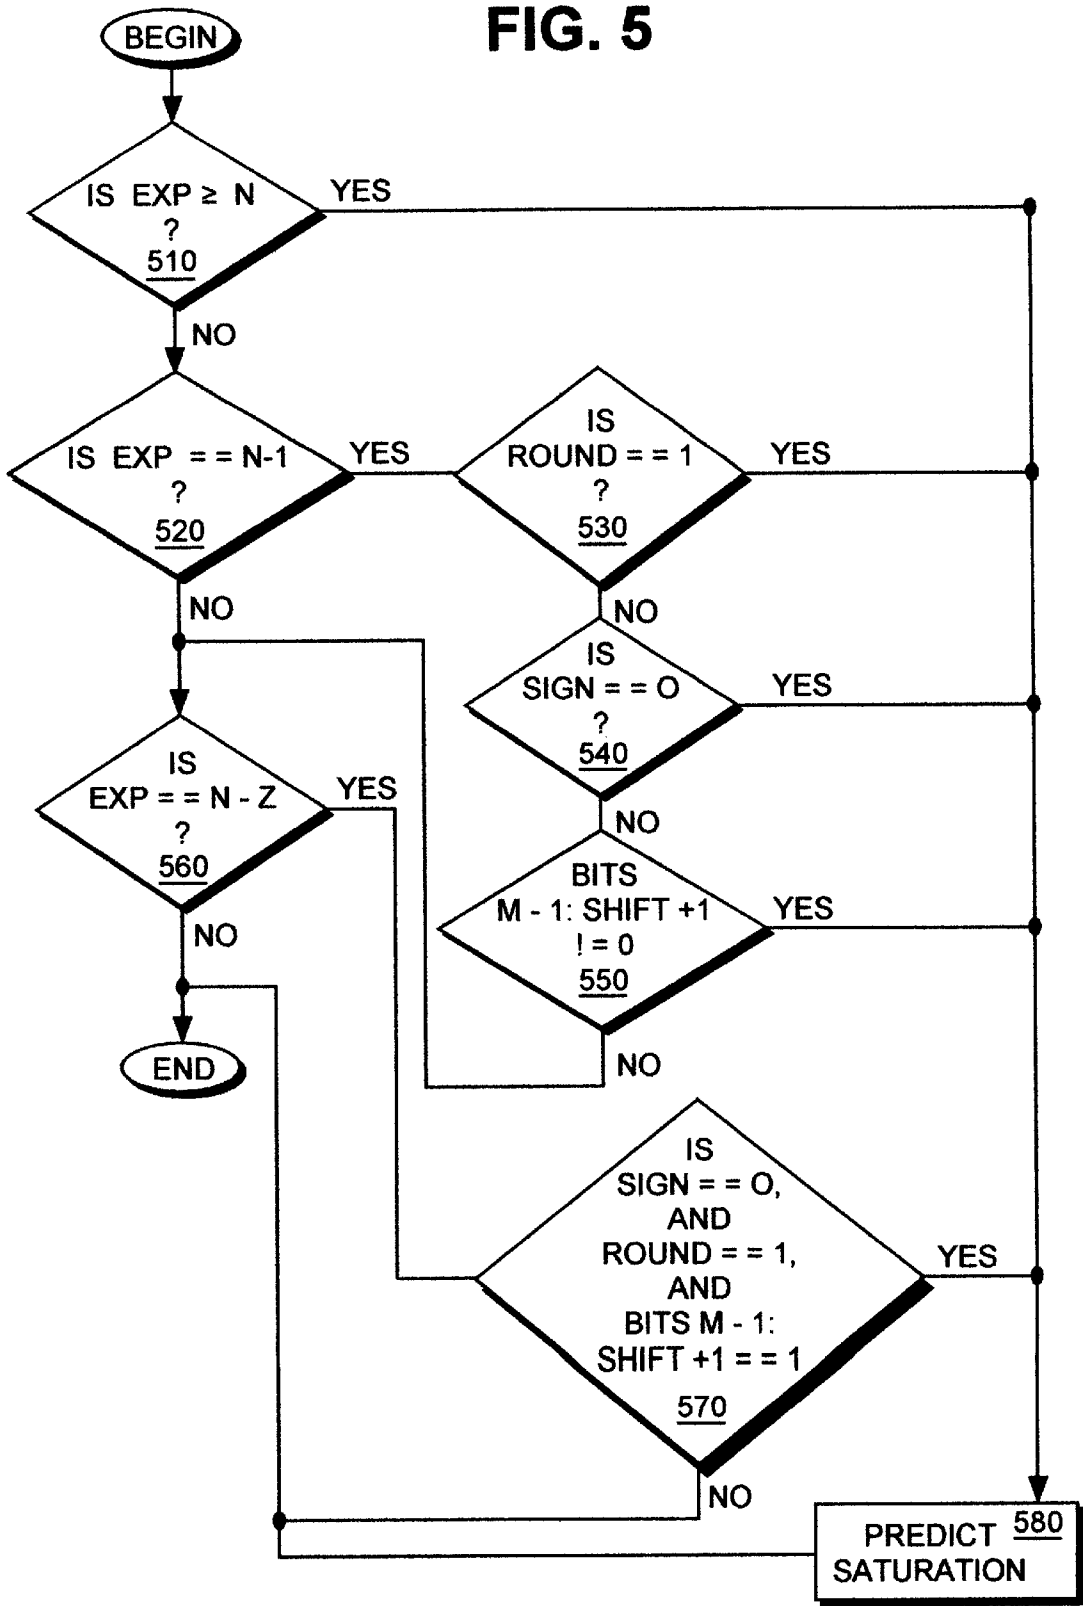 FIG. 5
BEGIN
IS EXP ≥ N
?
510
YES
NO
IS EXP == N-1
?
520
YES
NO
IS
ROUND == 1
?
530
YES
NO
IS
SIGN == O
?
540
YES
NO
IS
EXP == N - Z
?
560
YES
NO
BITS
M - 1: SHIFT +1
! = 0
550
YES
NO
END
IS
SIGN == O,
AND
ROUND == 1,
AND
BITS M - 1:
SHIFT +1 == 1
570
YES
NO
PREDICT 580
SATURATION